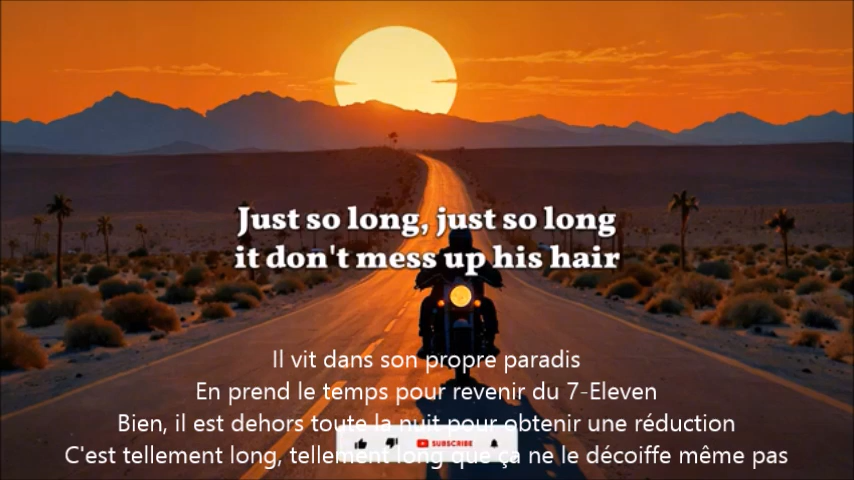 Just so long, just so long
it don't mess up his hair
Il vit dans son propre paradis
En prend le temps pour revenir du 7-Eleven
Bien, il est dehors toute la nuit pour obtenir une réduction
SUBSCRIBE
C'est tellement long, tellement long que ça ne le décoiffe même pas